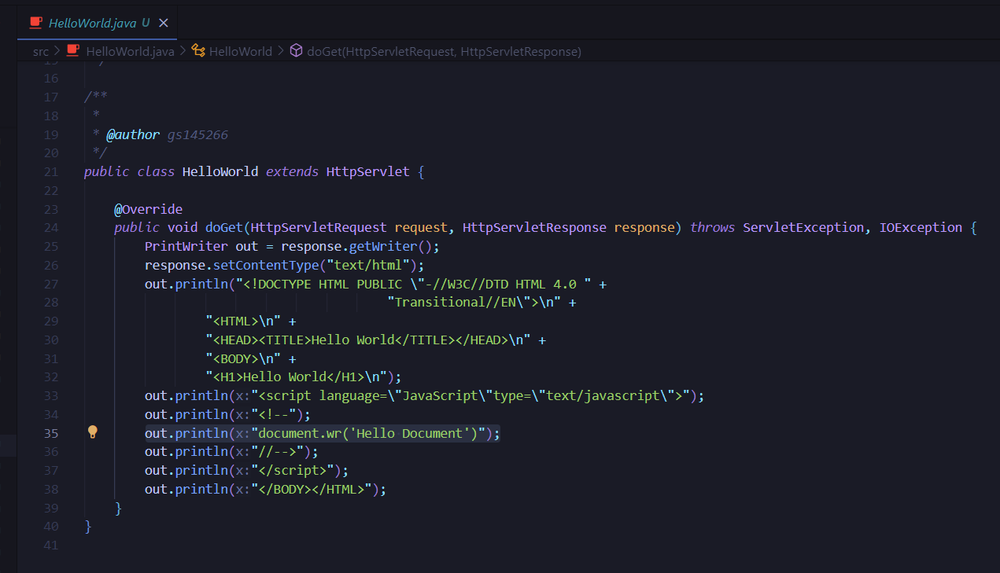 HelloWorld.java U
src > HelloWorld.java > HelloWorld > doGet(HttpServletRequest, HttpServletResponse)
16
17 /**
18 *
19 * @author gs145266
20 */
21 public class HelloWorld extends HttpServlet {
22
23 @Override
24 public void doGet(HttpServletRequest request, HttpServletResponse response) throws ServletException, IOException {
25 PrintWriter out = response.getWriter();
26 response.setContentType("text/html");
27 out.println("<!DOCTYPE HTML PUBLIC \"-//W3C//DTD HTML 4.0 " +
28 "Transitional//EN\">\n" +
29 "<HTML>\n" +
30 "<HEAD><TITLE>Hello World</TITLE></HEAD>\n" +
31 "<BODY>\n" +
32 "<H1>Hello World</H1>\n");
33 out.println(x:"<script language=\"JavaScript\"type=\"text/javascript\">");
34 out.println(x:"<!--");
35 out.println(x:"document.wr('Hello Document')");
36 out.println(x:"//-->");
37 out.println(x:"</script>");
38 out.println(x:"</BODY></HTML>");
39 }
40 }
41